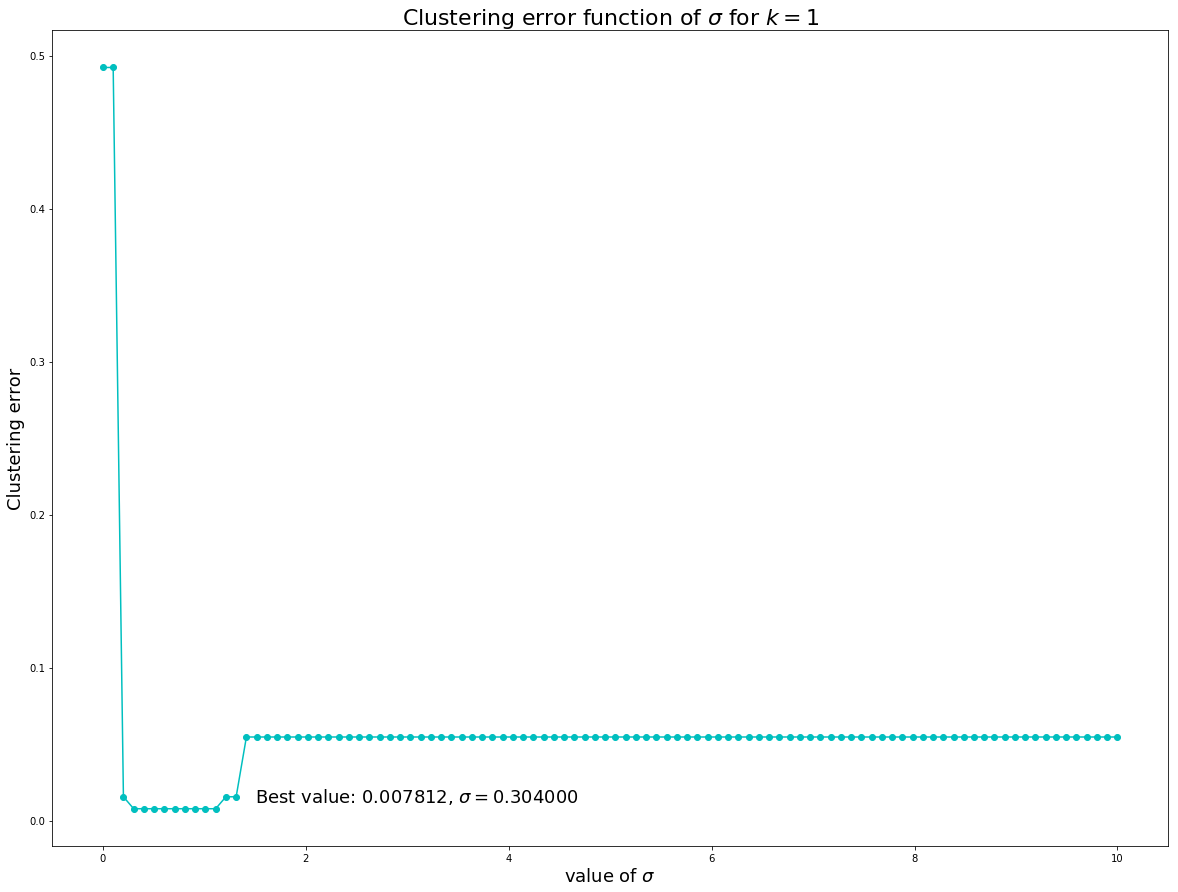 Clustering error function of σ for k = 1
0.5
0.4
0.3
0.2
0.1
0.0
Clustering error
Best value: 0.007812, σ = 0.304000
0 2 4 6 8 10
value of σ